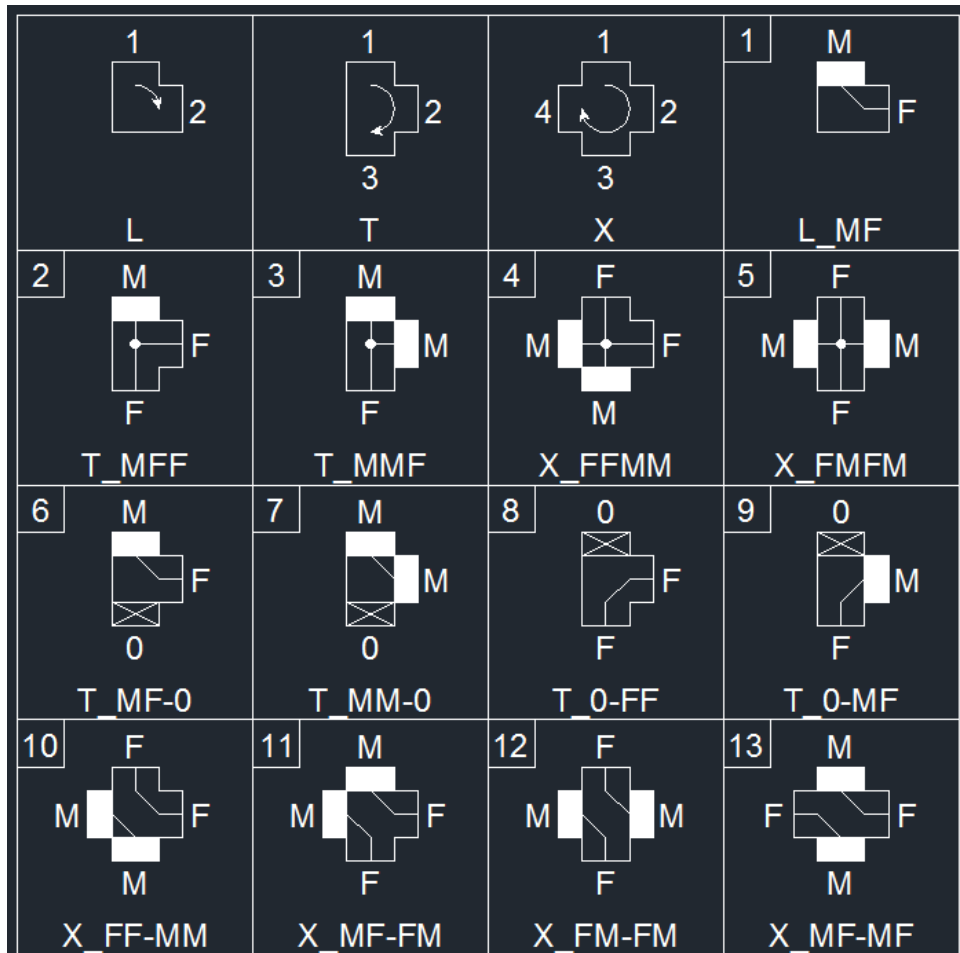 1
2
L
1
2
3
T
1
4 2
3
X
1 M
F
L_MF
2 M
F
F
T_MFF
3 M
M
F
T_MMF
4 F
M F
M
X_FFMM
5 F
M M
F
X_FMFM
6 M
F
0
T_MF-0
7 M
M
0
T_MM-0
8 0
F
F
T_0-FF
9 0
M
F
T_0-MF
10 F
M F
M
X_FF-MM
11 M
M F
F
X_MF-FM
12 F
M M
F
X_FM-FM
13 M
F F
M
X_MF-MF